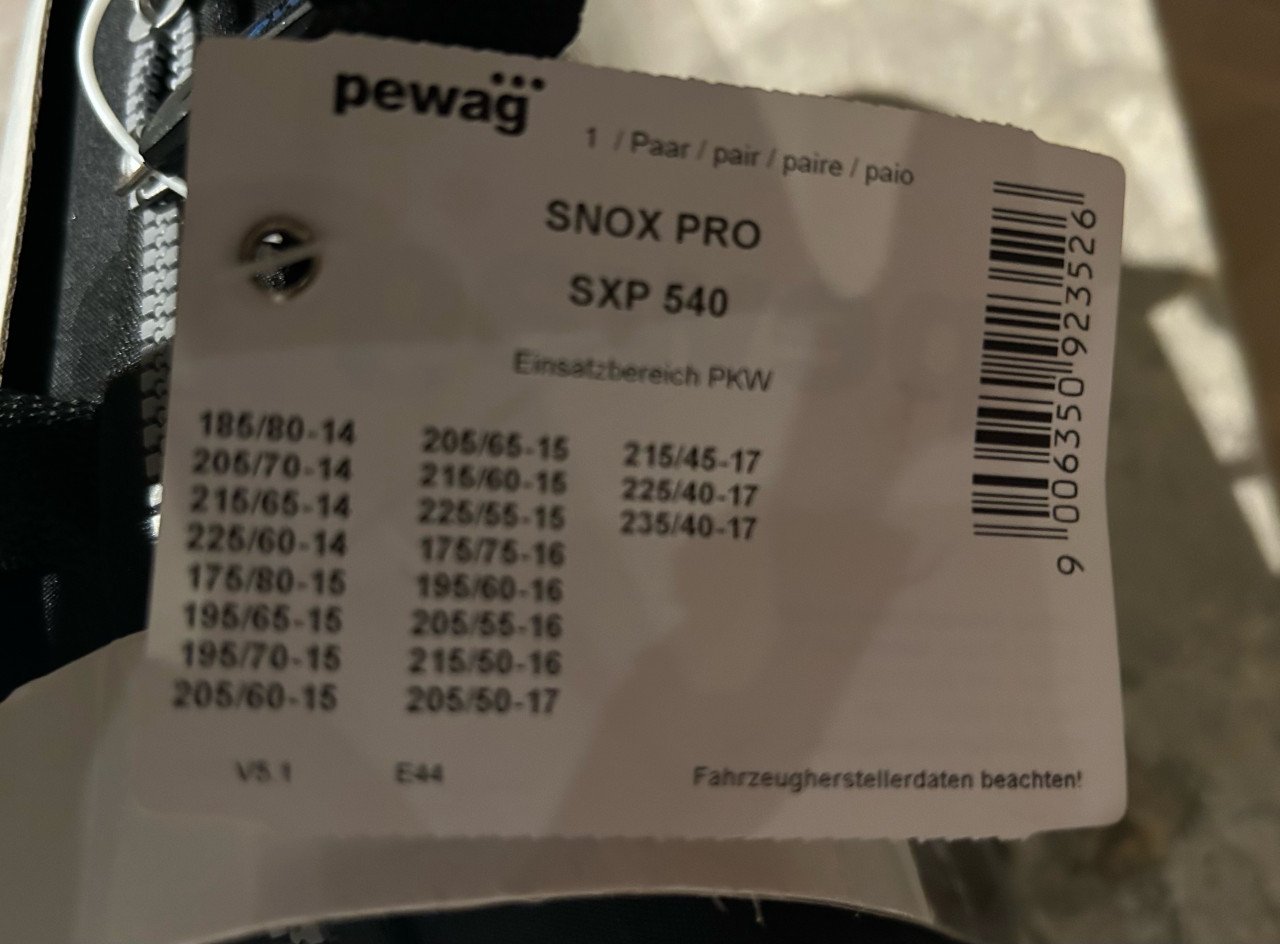 pewag
1 / Paar / pair / paire / paio
SNOX PRO
SXP 540
Einsatzbereich PKW
185/80-14
205/70-14
215/65-14
225/60-14
175/80-15
195/65-15
195/70-15
205/60-15
205/65-15
215/60-15
225/55-15
175/75-16
195/60-16
205/55-16
215/50-16
205/50-17
215/45-17
225/40-17
235/40-17
V5.1
E44
Fahrzeugherstellerdaten beachten!
9 006350 923526